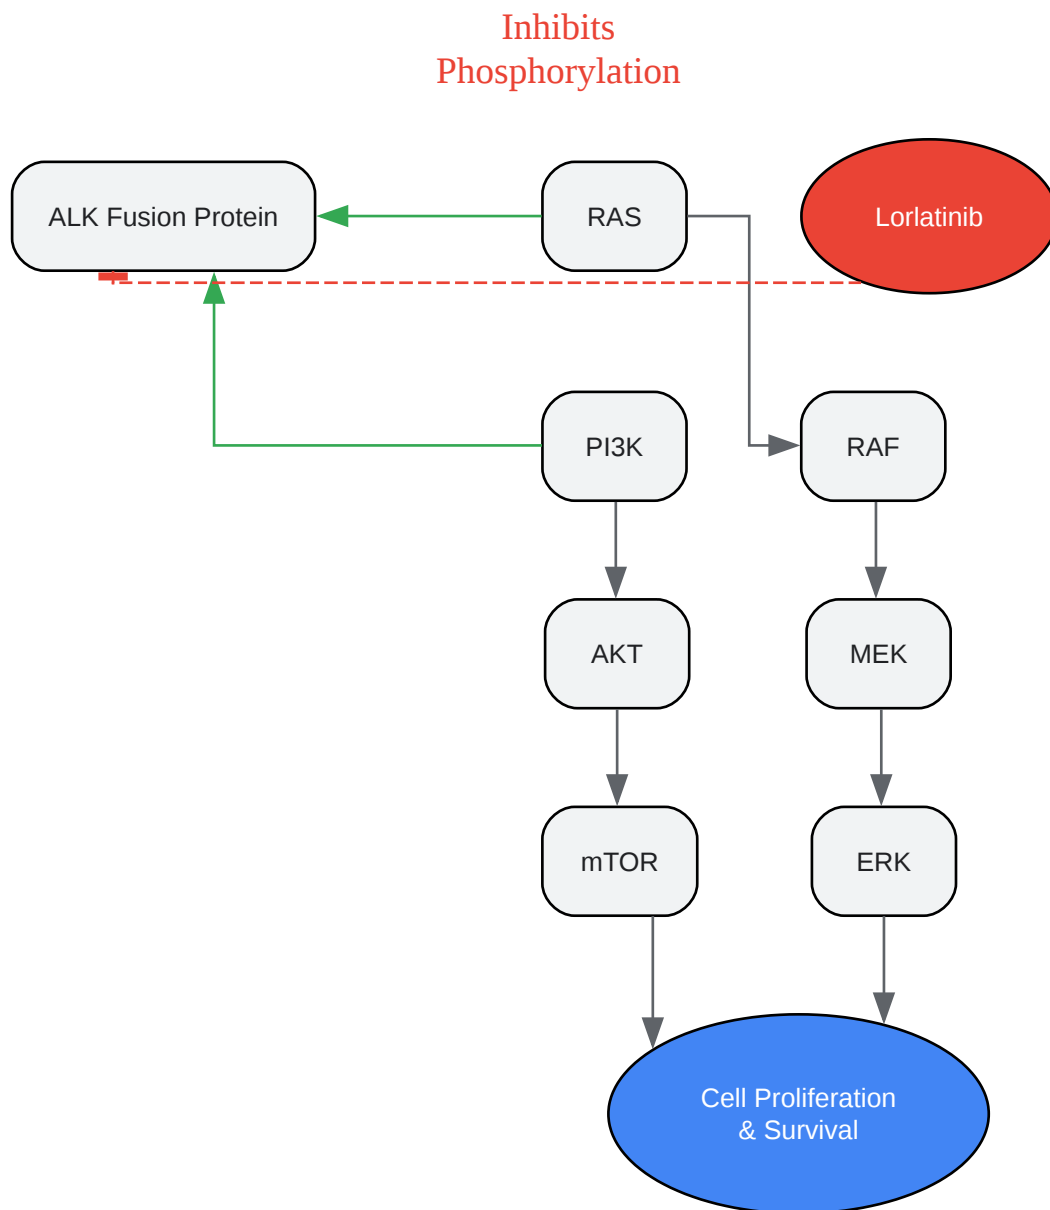 Inhibits
Phosphorylation
ALK Fusion Protein
RAS
Lorlatinib
PI3K
RAF
AKT
MEK
mTOR
ERK
Cell Proliferation
& Survival